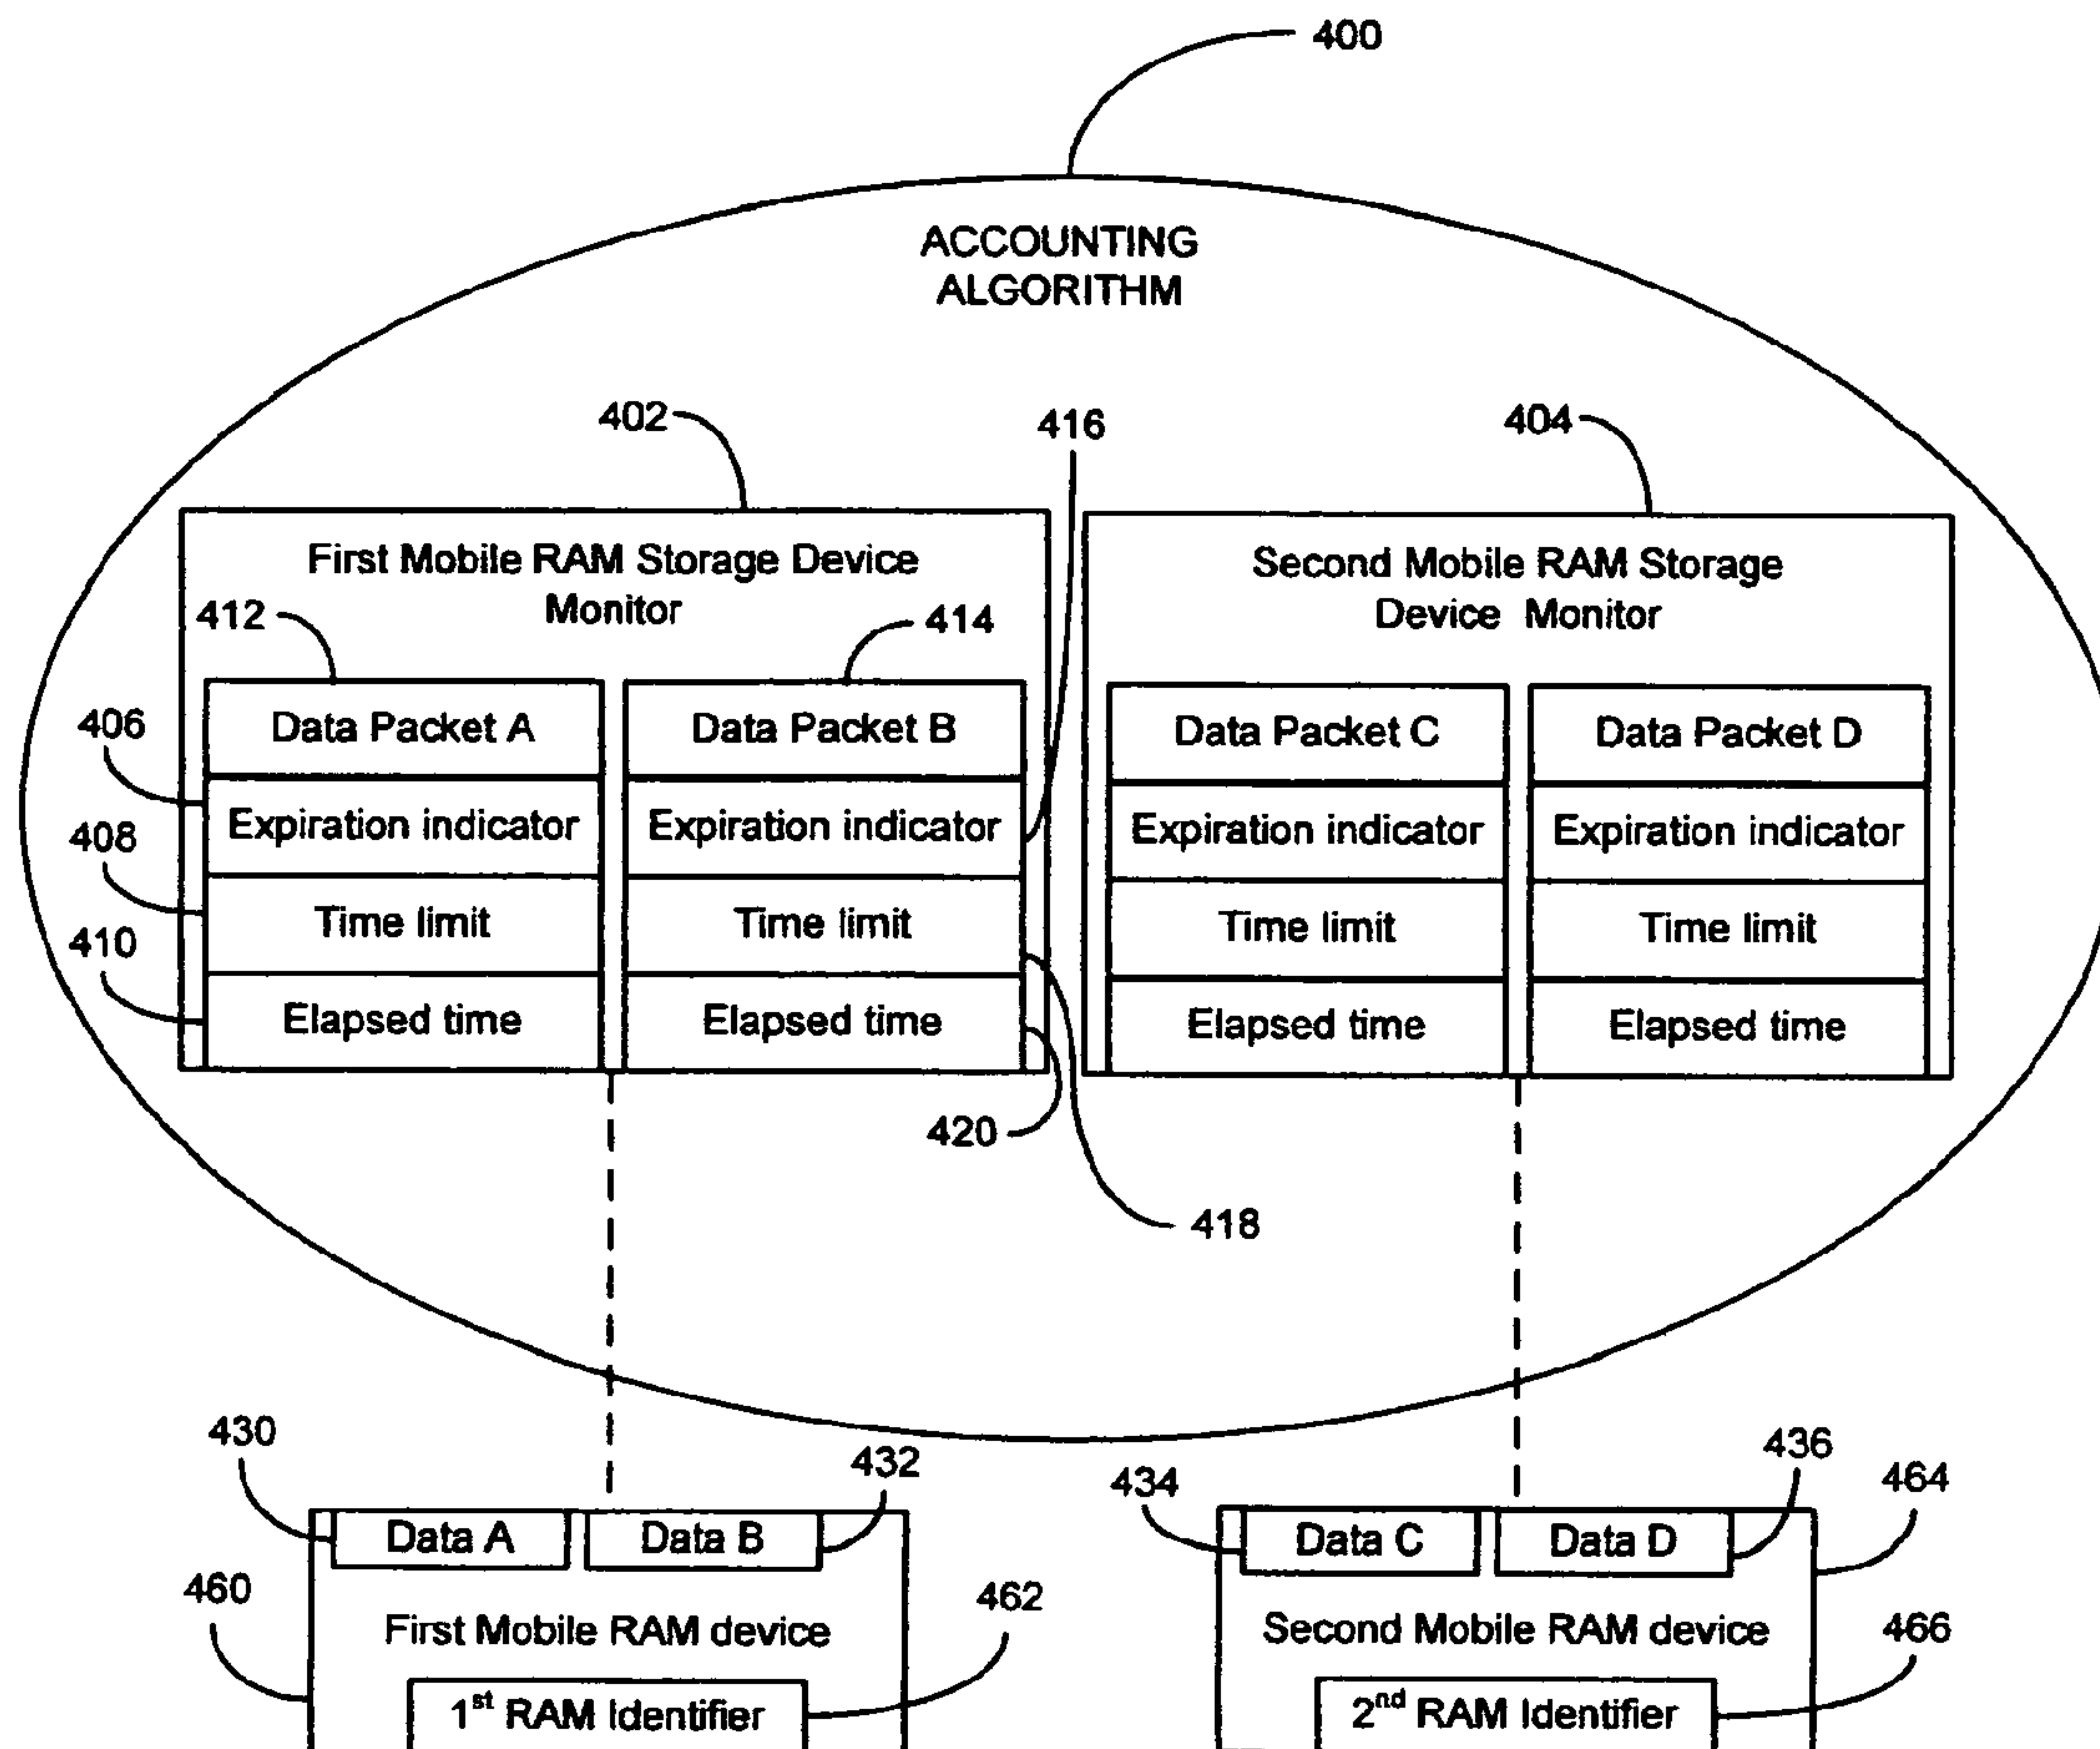 400
ACCOUNTING
ALGORITHM
402
416
404
First Mobile RAM Storage Device
Monitor
412
414
Second Mobile RAM Storage
Device Monitor
406
Data Packet A
Data Packet B
Data Packet C
Data Packet D
408
Expiration indicator
Expiration indicator
Expiration indicator
Expiration indicator
410
Time limit
Time limit
Time limit
Time limit
Elapsed time
Elapsed time
Elapsed time
Elapsed time
420
418
430
432
434
436
464
Data A
Data B
Data C
Data D
460
462
466
First Mobile RAM device
Second Mobile RAM device
1st RAM Identifier
2nd RAM Identifier